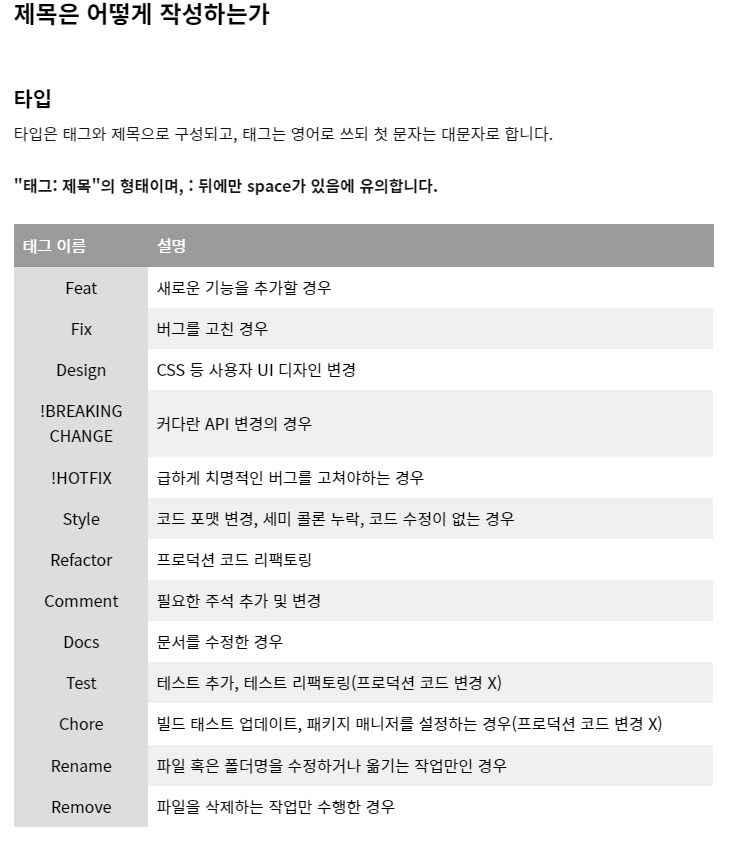 제목은 어떻게 작성하는가
타입
타입은 태그와 제목으로 구성되고, 태그는 영어로 쓰되 첫 문자는 대문자로 합니다.
"태그: 제목"의 형태이며, : 뒤에만 space가 있음에 유의합니다.
태그 이름 설명
Feat 새로운 기능을 추가할 경우
Fix 버그를 고친 경우
Design CSS 등 사용자 UI 디자인 변경
!BREAKING
CHANGE 커다란 API 변경의 경우
!HOTFIX 급하게 치명적인 버그를 고쳐야하는 경우
Style 코드 포맷 변경, 세미 콜론 누락, 코드 수정이 없는 경우
Refactor 프로덕션 코드 리팩토링
Comment 필요한 주석 추가 및 변경
Docs 문서를 수정한 경우
Test 테스트 추가, 테스트 리팩토링(프로덕션 코드 변경 X)
Chore 빌드 태스트 업데이트, 패키지 매니저를 설정하는 경우(프로덕션 코드 변경 X)
Rename 파일 혹은 폴더명을 수정하거나 옮기는 작업만인 경우
Remove 파일을 삭제하는 작업만 수행한 경우